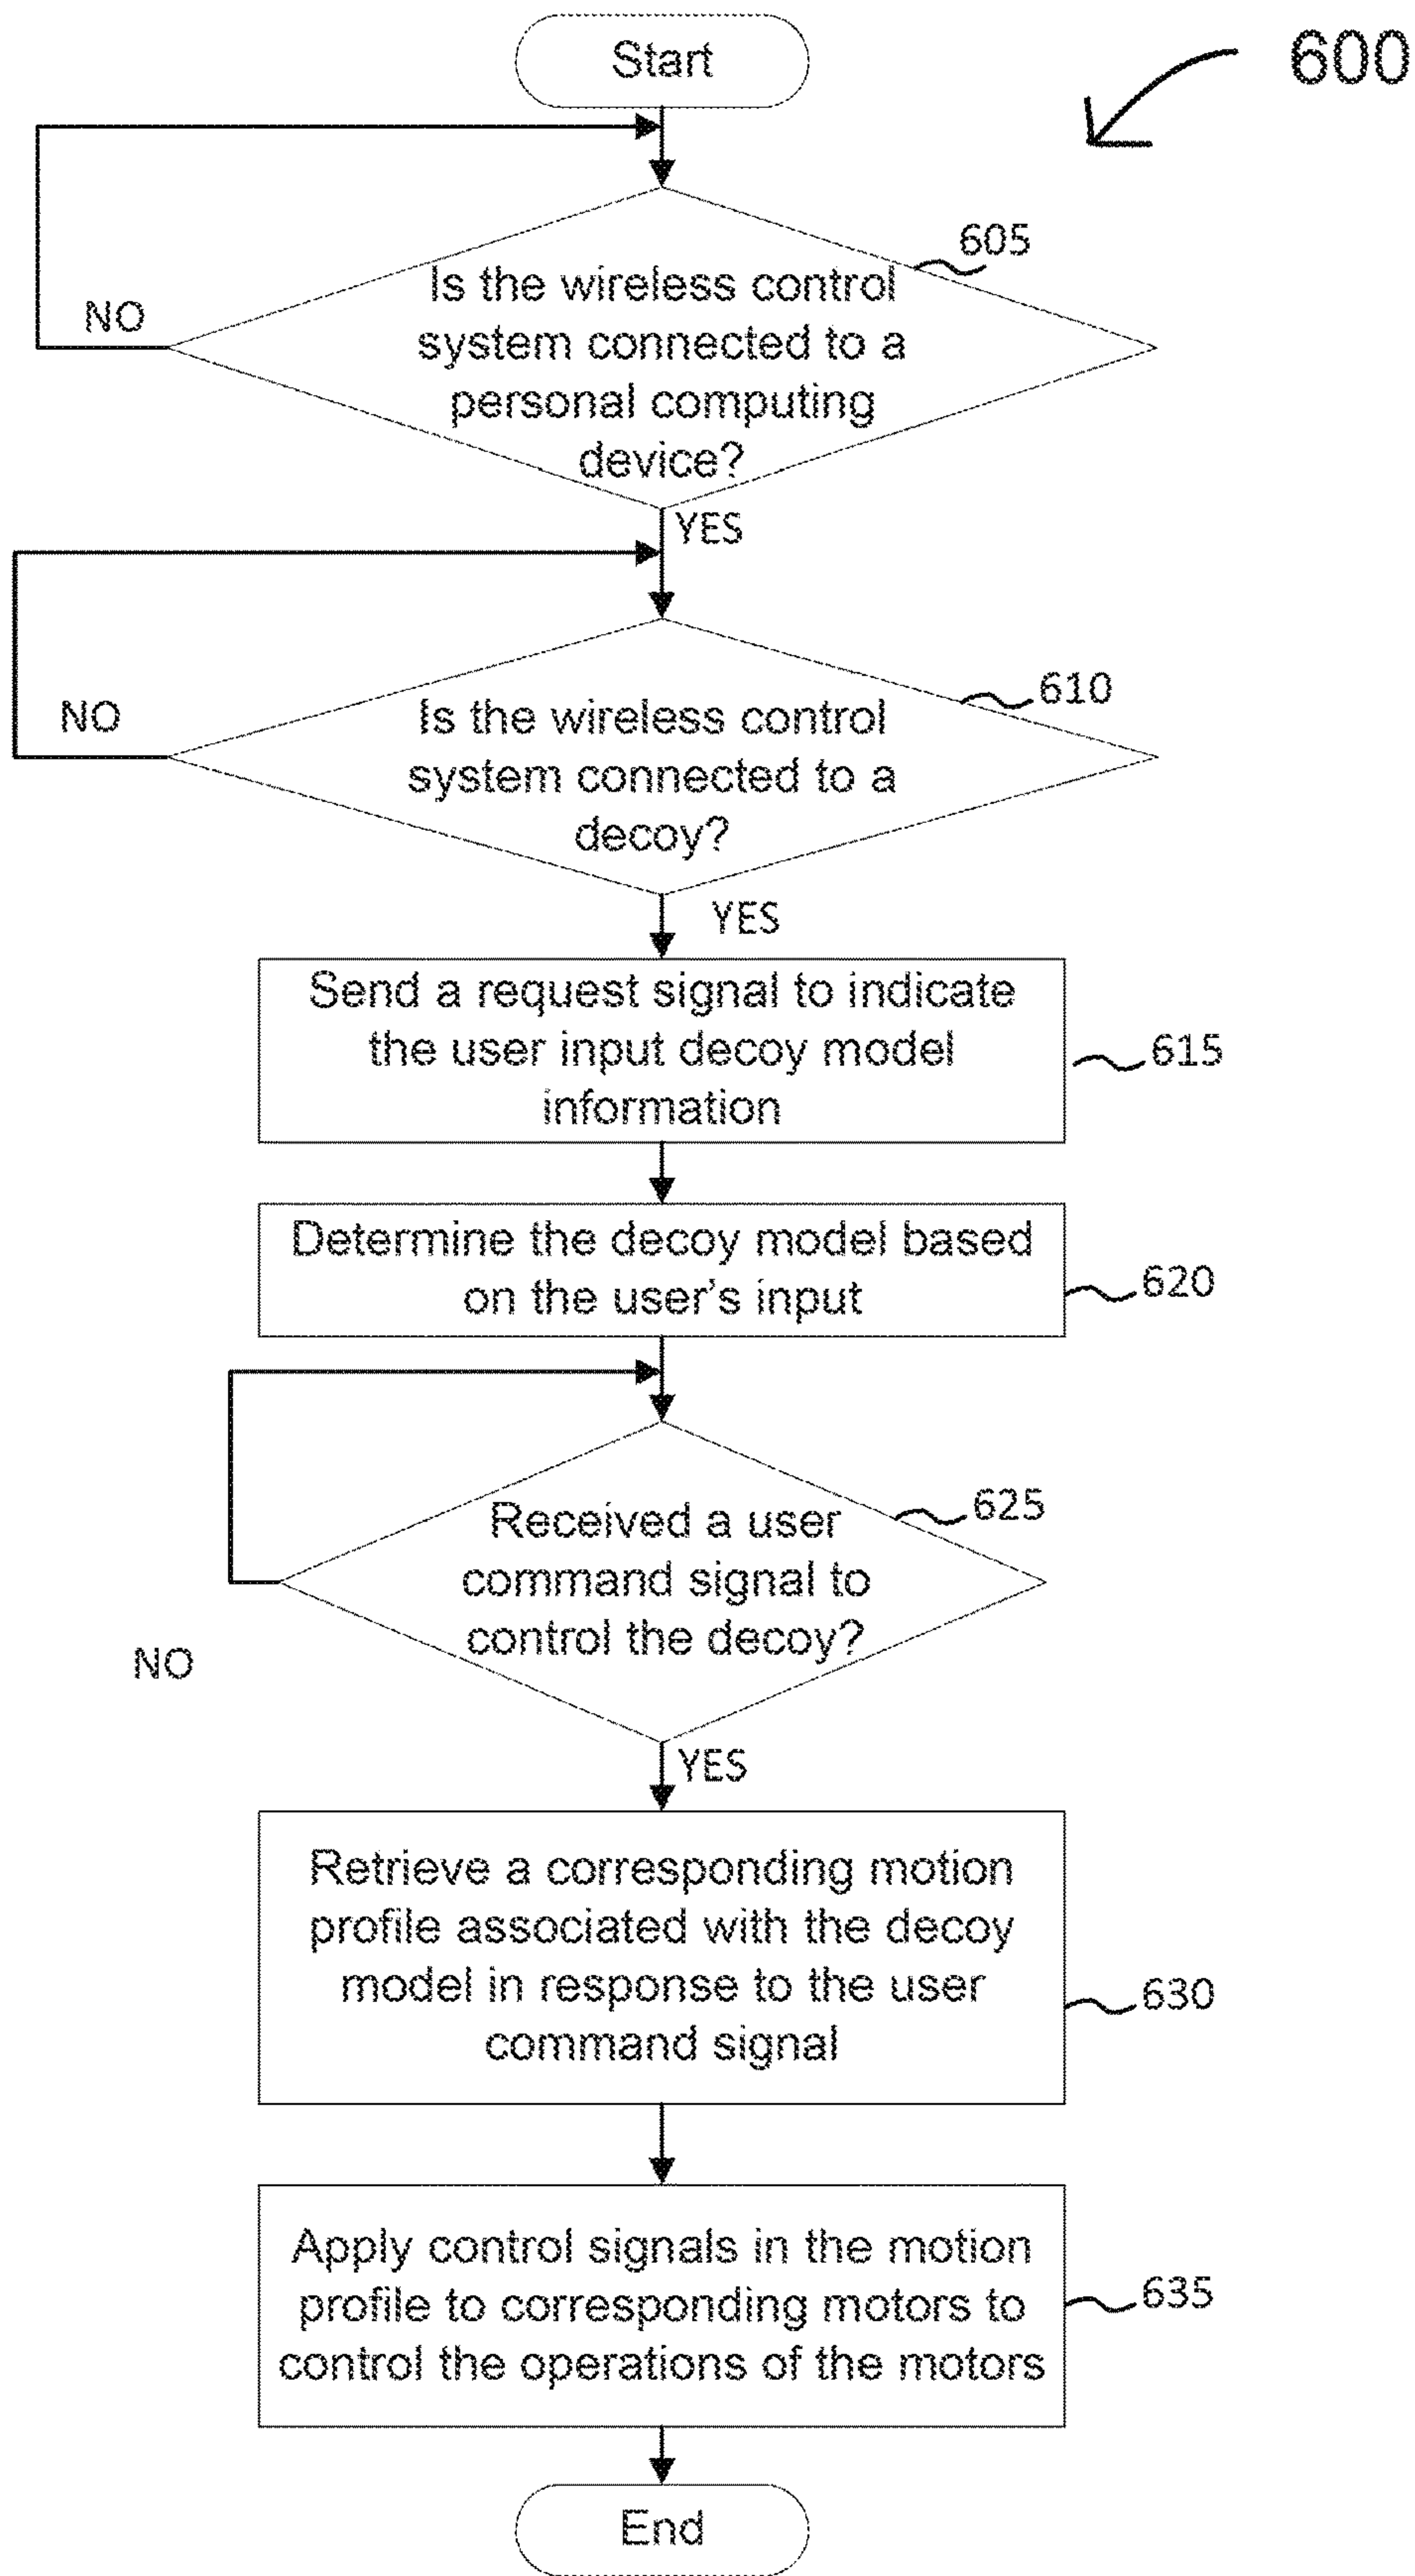 Start
600
605
Is the wireless control
system connected to a
personal computing
device?
NO
YES
610
Is the wireless control
system connected to a
decoy?
NO
YES
Send a request signal to indicate
the user input decoy model
information
615
Determine the decoy model based
on the user's input
620
625
Received a user
command signal to
control the decoy?
NO
YES
Retrieve a corresponding motion
profile associated with the decoy
model in response to the user
command signal
630
Apply control signals in the motion
profile to corresponding motors to
control the operations of the motors
635
End